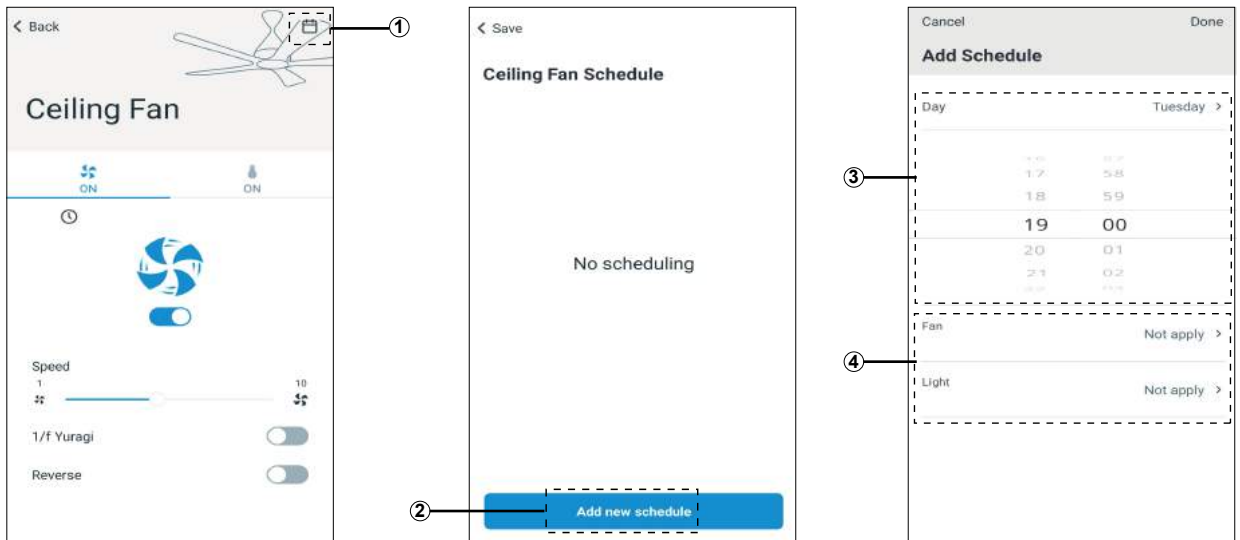 < Back
①
Ceiling Fan
ON
ON
Speed
1
10
1/f Yuragi
Reverse
< Save
Ceiling Fan Schedule
No scheduling
②
Add new schedule
Cancel
Done
Add Schedule
Day
Tuesday >
③
17 58
18 59
19 00
20 01
21 02
④
Fan
Not apply >
Light
Not apply >